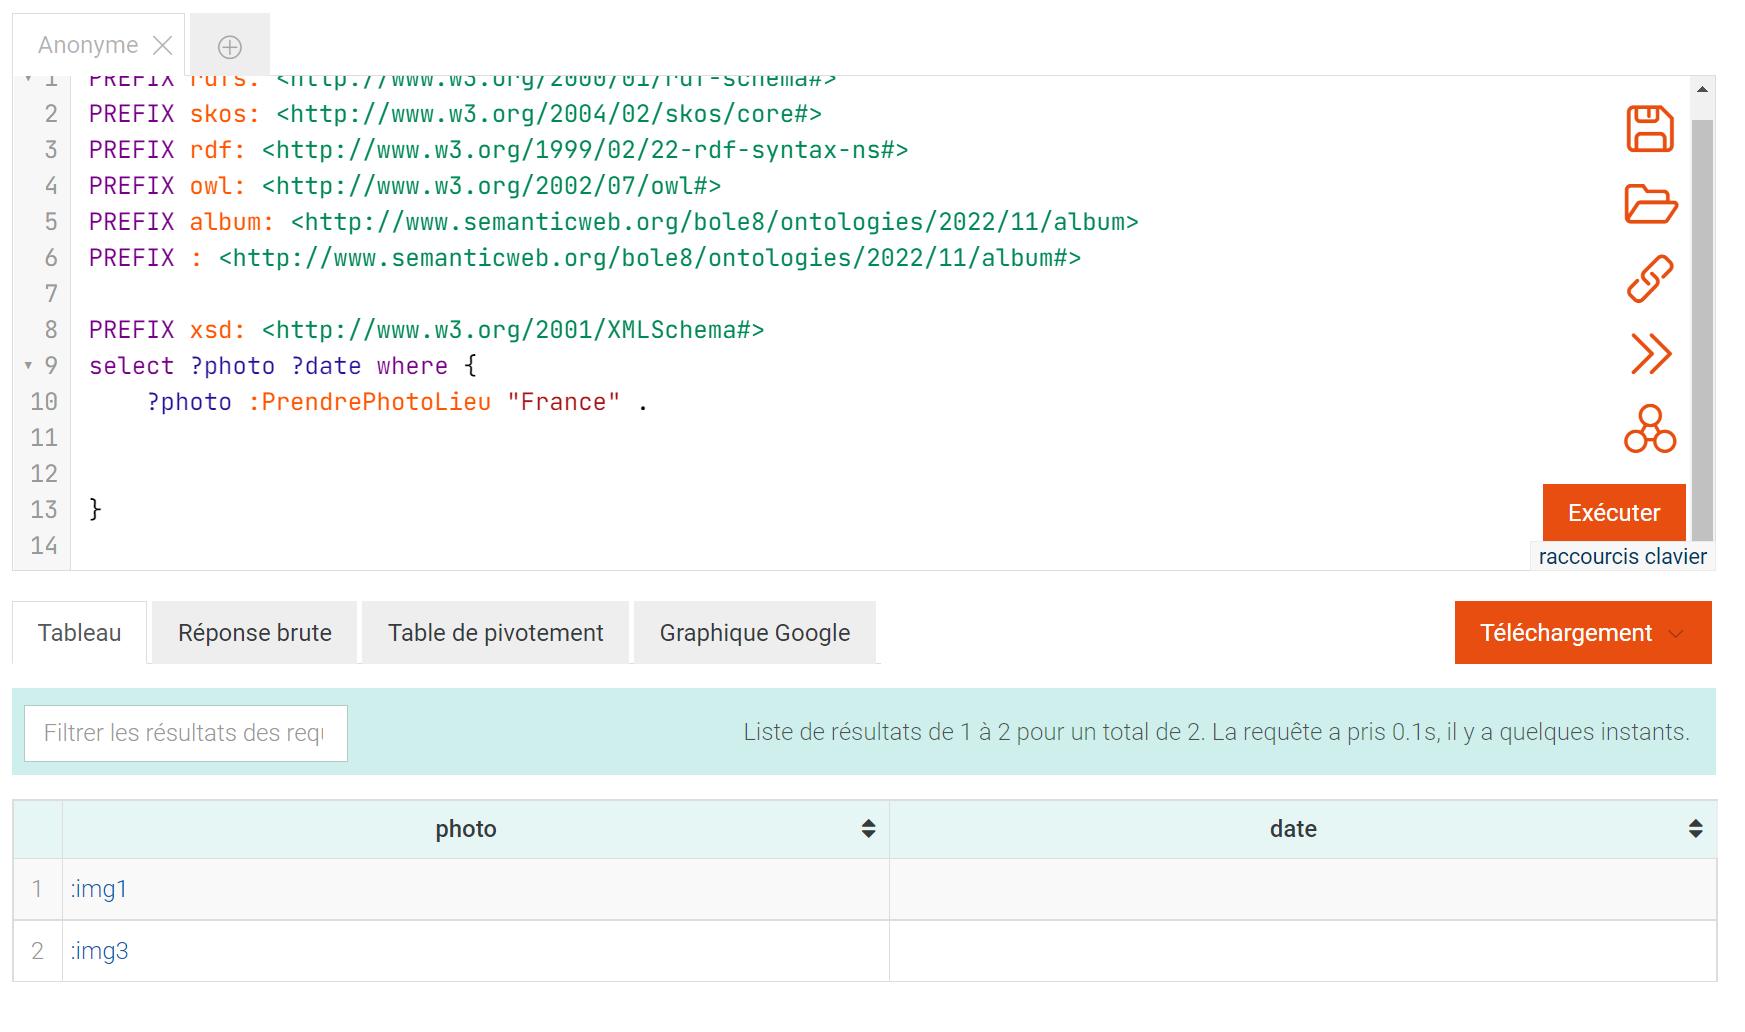 Anonyme
1 PREFIX rdfs: <http://www.w3.org/2000/01/rdf-schema#>
2 PREFIX skos: <http://www.w3.org/2004/02/skos/core#>
3 PREFIX rdf: <http://www.w3.org/1999/02/22-rdf-syntax-ns#>
4 PREFIX owl: <http://www.w3.org/2002/07/owl#>
5 PREFIX album: <http://www.semanticweb.org/bole8/ontologies/2022/11/album>
6 PREFIX : <http://www.semanticweb.org/bole8/ontologies/2022/11/album#>
7
8 PREFIX xsd: <http://www.w3.org/2001/XMLSchema#>
9 select ?photo ?date where {
10 ?photo :PrendrePhotoLieu "France" .
11
12
13 }
14
Exécuter
raccourcis clavier
Tableau Réponse brute Table de pivotement Graphique Google Téléchargement
Filtrer les résultats des requ Liste de résultats de 1 à 2 pour un total de 2. La requête a pris 0.1s, il y a quelques instants.
photo date
1 :img1
2 :img3